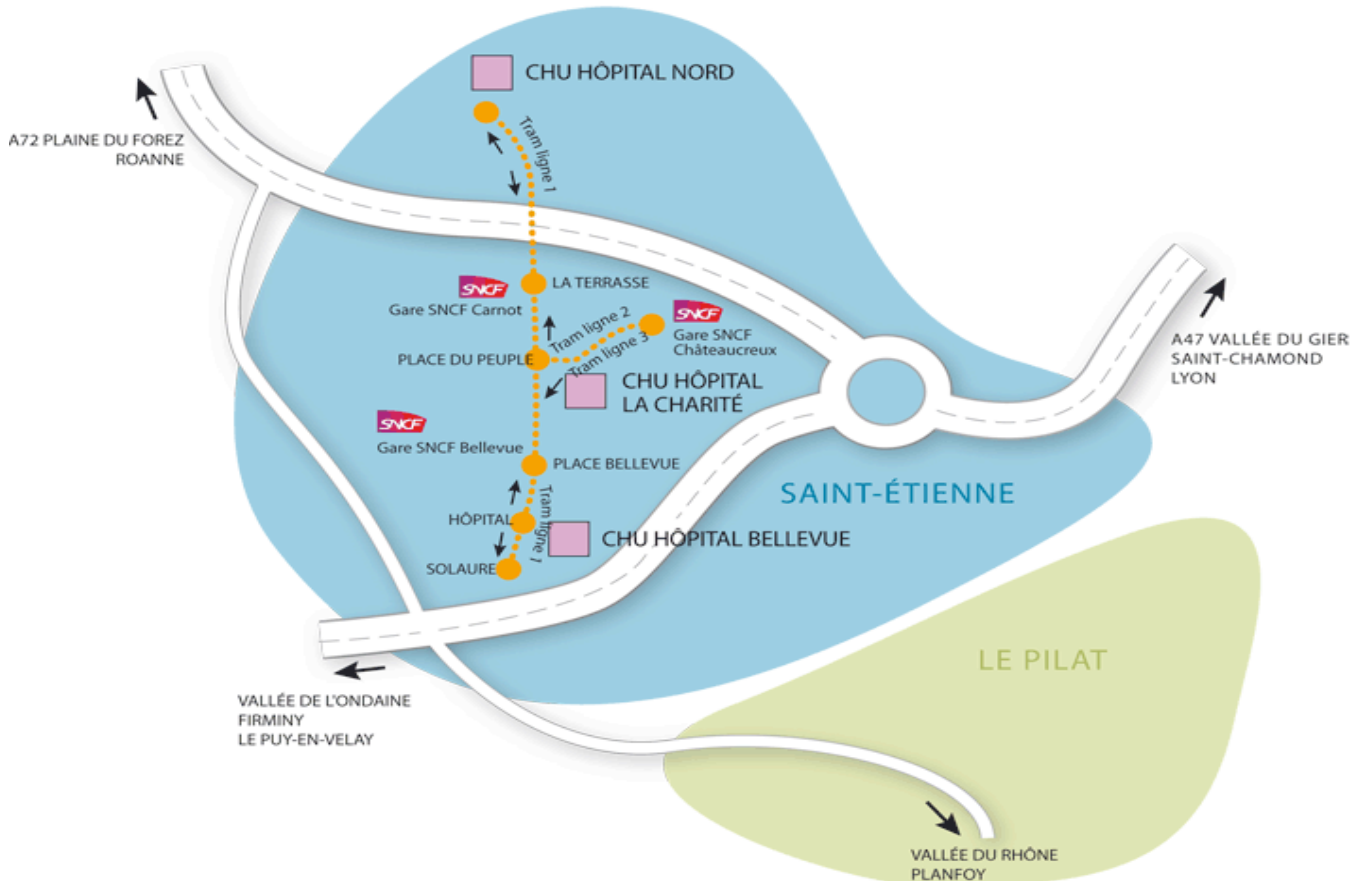 CHU HÔPITAL NORD
A72 PLAINE DU FOREZ
ROANNE
Tram ligne 1
SNCF
Gare SNCF Carnot
LA TERRASSE
Tram ligne 2
Tram ligne 3
SNCF
Gare SNCF
Châteaucreux
A47 VALLÉE DU GIER
SAINT-CHAMOND
LYON
PLACE DU PEUPLE
CHU HÔPITAL
LA CHARITÉ
SNCF
Gare SNCF Bellevue
PLACE BELLEVUE
SAINT-ÉTIENNE
Tram ligne 1
HÔPITAL
CHU HÔPITAL BELLEVUE
SOLAURE
LE PILAT
VALLÉE DE L'ONDAINE
FIRMINY
LE PUY-EN-VELAY
VALLÉE DU RHÔNE
PLANFOY